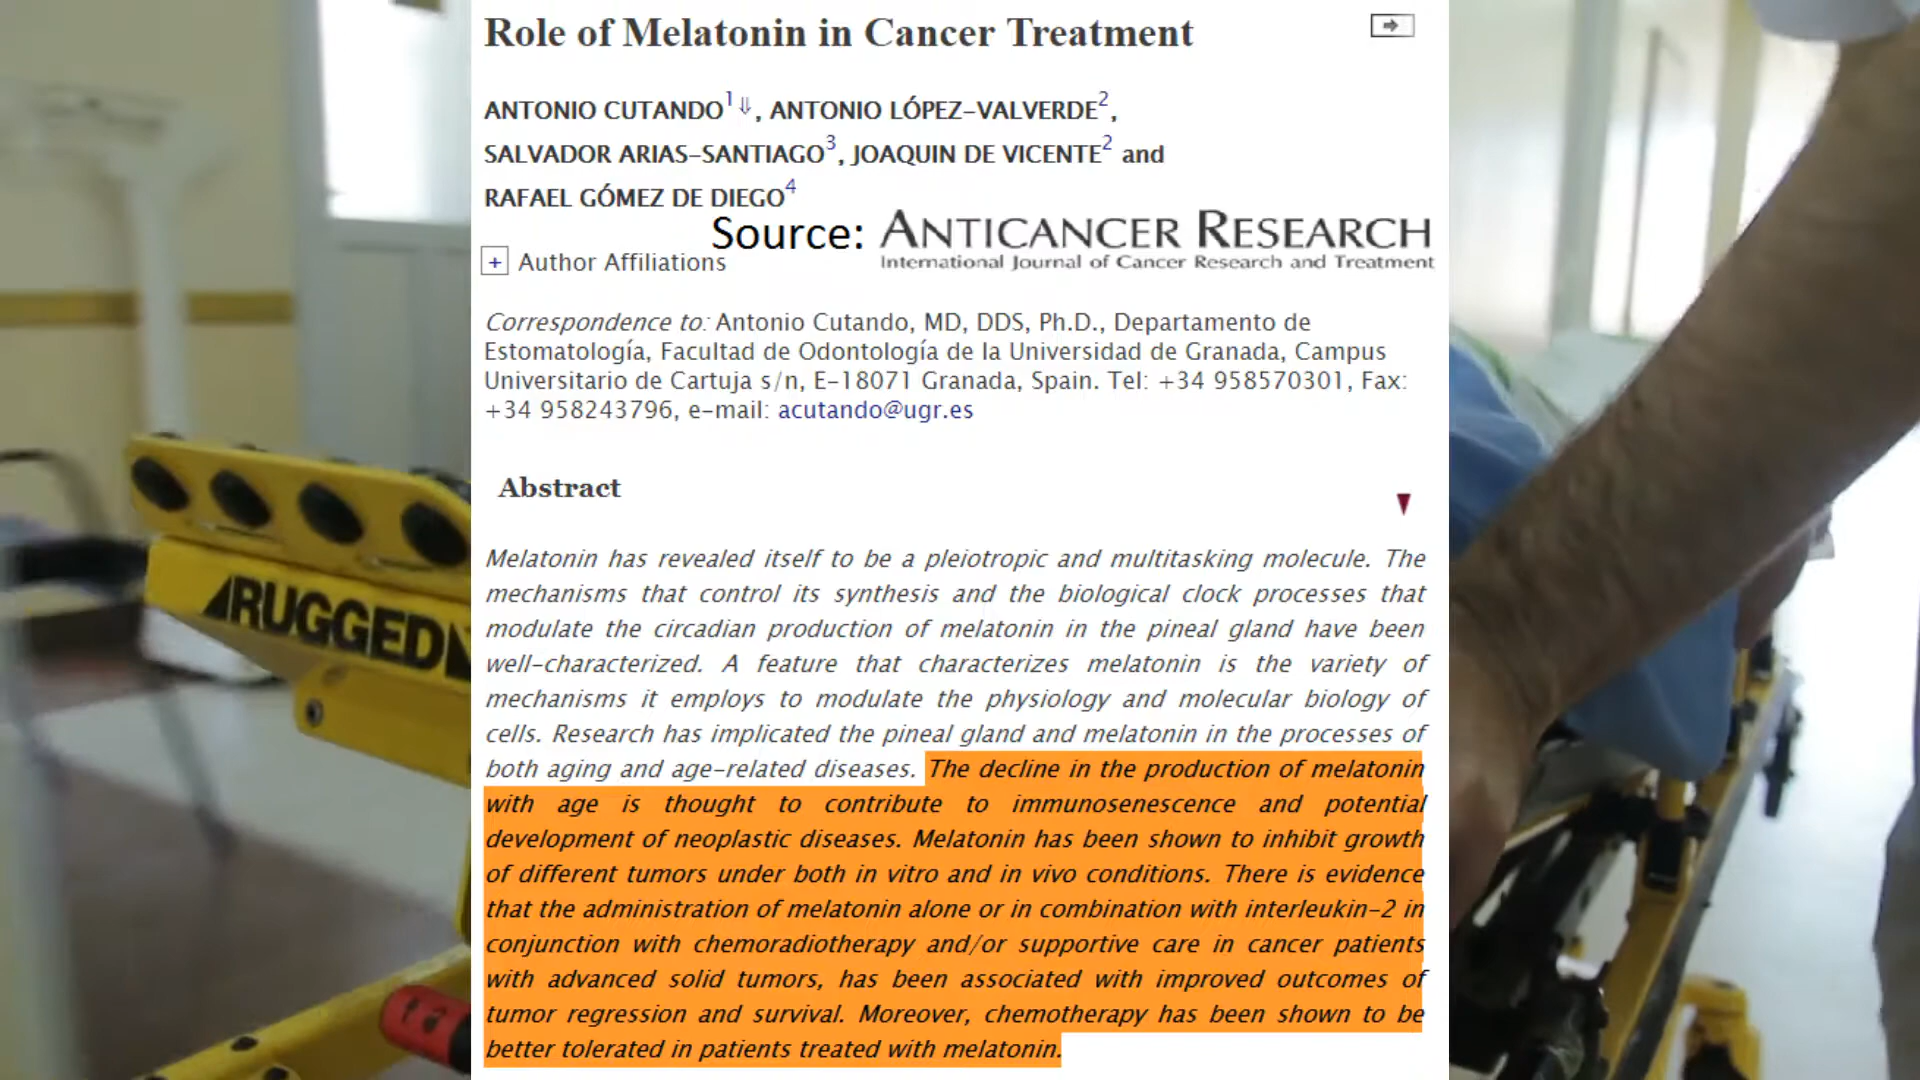 Role of Melatonin in Cancer Treatment
ANTONIO CUTANDO1⇓, ANTONIO LÓPEZ-VALVERDE2,
SALVADOR ARIAS-SANTIAGO3, JOAQUIN DE VICENTE2 and
RAFAEL GÓMEZ DE DIEGO4
Source: ANTICANCER RESEARCH
International Journal of Cancer Research and Treatment
+ Author Affiliations
Correspondence to: Antonio Cutando, MD, DDS, Ph.D., Departamento de
Estomatología, Facultad de Odontología de la Universidad de Granada, Campus
Universitario de Cartuja s/n, E-18071 Granada, Spain. Tel: +34 958570301, Fax:
+34 958243796, e-mail: acutando@ugr.es
Abstract
Melatonin has revealed itself to be a pleiotropic and multitasking molecule. The
mechanisms that control its synthesis and the biological clock processes that
modulate the circadian production of melatonin in the pineal gland have been
well-characterized. A feature that characterizes melatonin is the variety of
mechanisms it employs to modulate the physiology and molecular biology of
cells. Research has implicated the pineal gland and melatonin in the processes of
both aging and age-related diseases. The decline in the production of melatonin
with age is thought to contribute to immunosenescence and potential
development of neoplastic diseases. Melatonin has been shown to inhibit growth
of different tumors under both in vitro and in vivo conditions. There is evidence
that the administration of melatonin alone or in combination with interleukin-2 in
conjunction with chemoradiotherapy and/or supportive care in cancer patients
with advanced solid tumors, has been associated with improved outcomes of
tumor regression and survival. Moreover, chemotherapy has been shown to be
better tolerated in patients treated with melatonin.
RUGGED